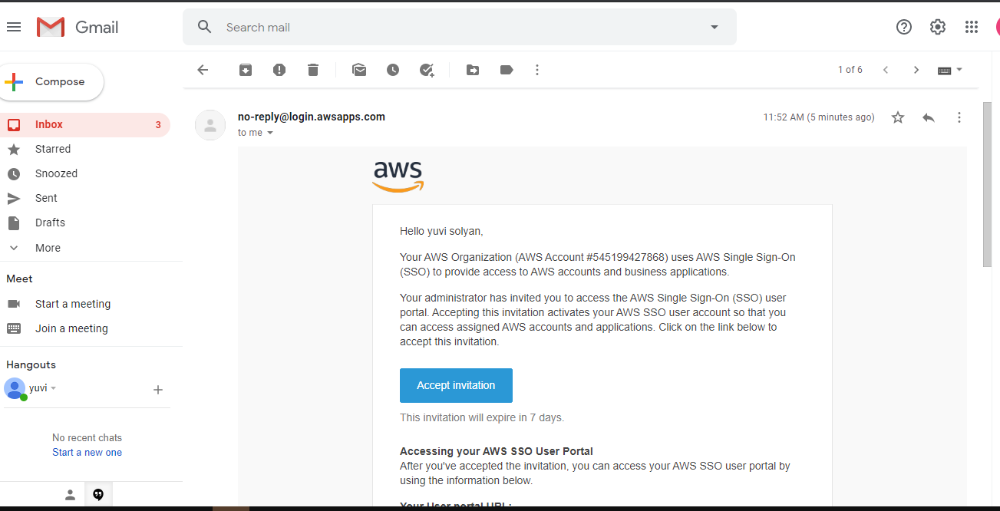 Gmail
Search mail
Compose
1 of 6
Inbox 3
Starred
Snoozed
Sent
Drafts
More
Meet
Start a meeting
Join a meeting
Hangouts
yuvi
No recent chats
Start a new one
no-reply@login.awsapps.com
11:52 AM (5 minutes ago)
to me
aws
Hello yuvi solyan,
Your AWS Organization (AWS Account #545199427868) uses AWS Single Sign-On
(SSO) to provide access to AWS accounts and business applications.
Your administrator has invited you to access the AWS Single Sign-On (SSO) user
portal. Accepting this invitation activates your AWS SSO user account so that you
can access assigned AWS accounts and applications. Click on the link below to
accept this invitation.
Accept invitation
This invitation will expire in 7 days.
Accessing your AWS SSO User Portal
After you've accepted the invitation, you can access your AWS SSO user portal by
using the information below.
Your User portal URL: